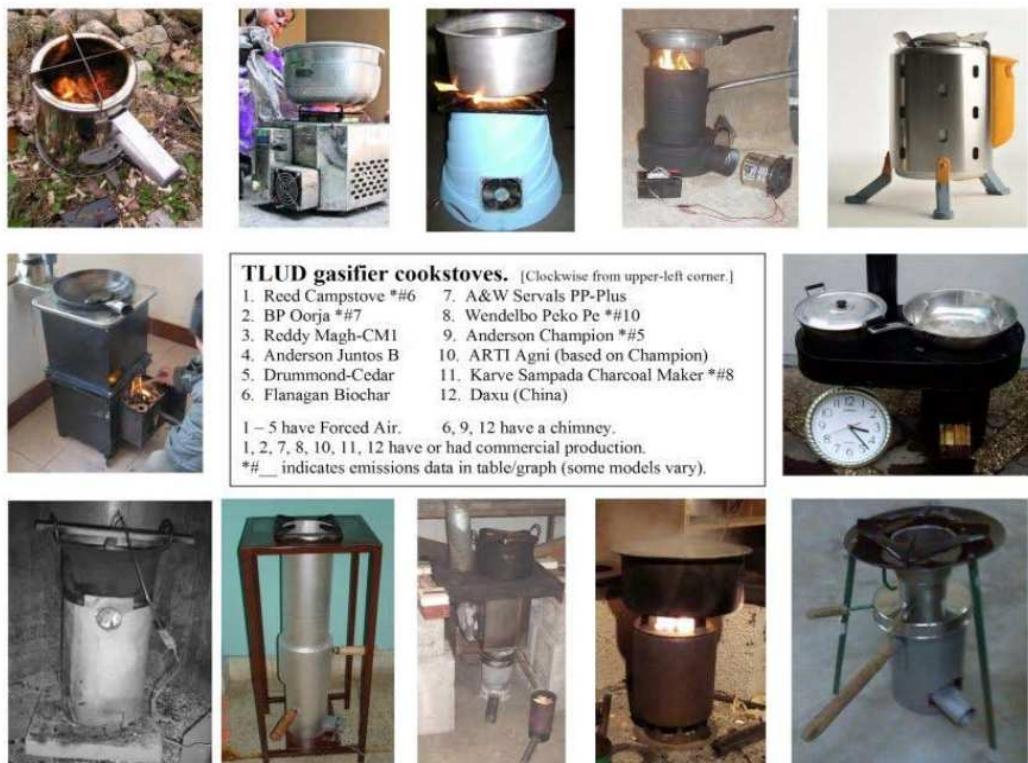 TLUD gasifier cookstoves. [Clockwise from upper-left corner.]
1. Reed Campstove *#6 7. A&W Servals PP-Plus
2. BP Oorja *#7 8. Wendelbo Peko Pe *#10
3. Reddy Magh-CM1 9. Anderson Champion *#5
4. Anderson Juntos B 10. ARTI Agni (based on Champion)
5. Drummond-Cedar 11. Karve Sampada Charcoal Maker *#8
6. Flanagan Biochar 12. Daxu (China)
1 – 5 have Forced Air. 6, 9, 12 have a chimney.
1, 2, 7, 8, 10, 11, 12 have or had commercial production.
*#__ indicates emissions data in table/graph (some models vary).